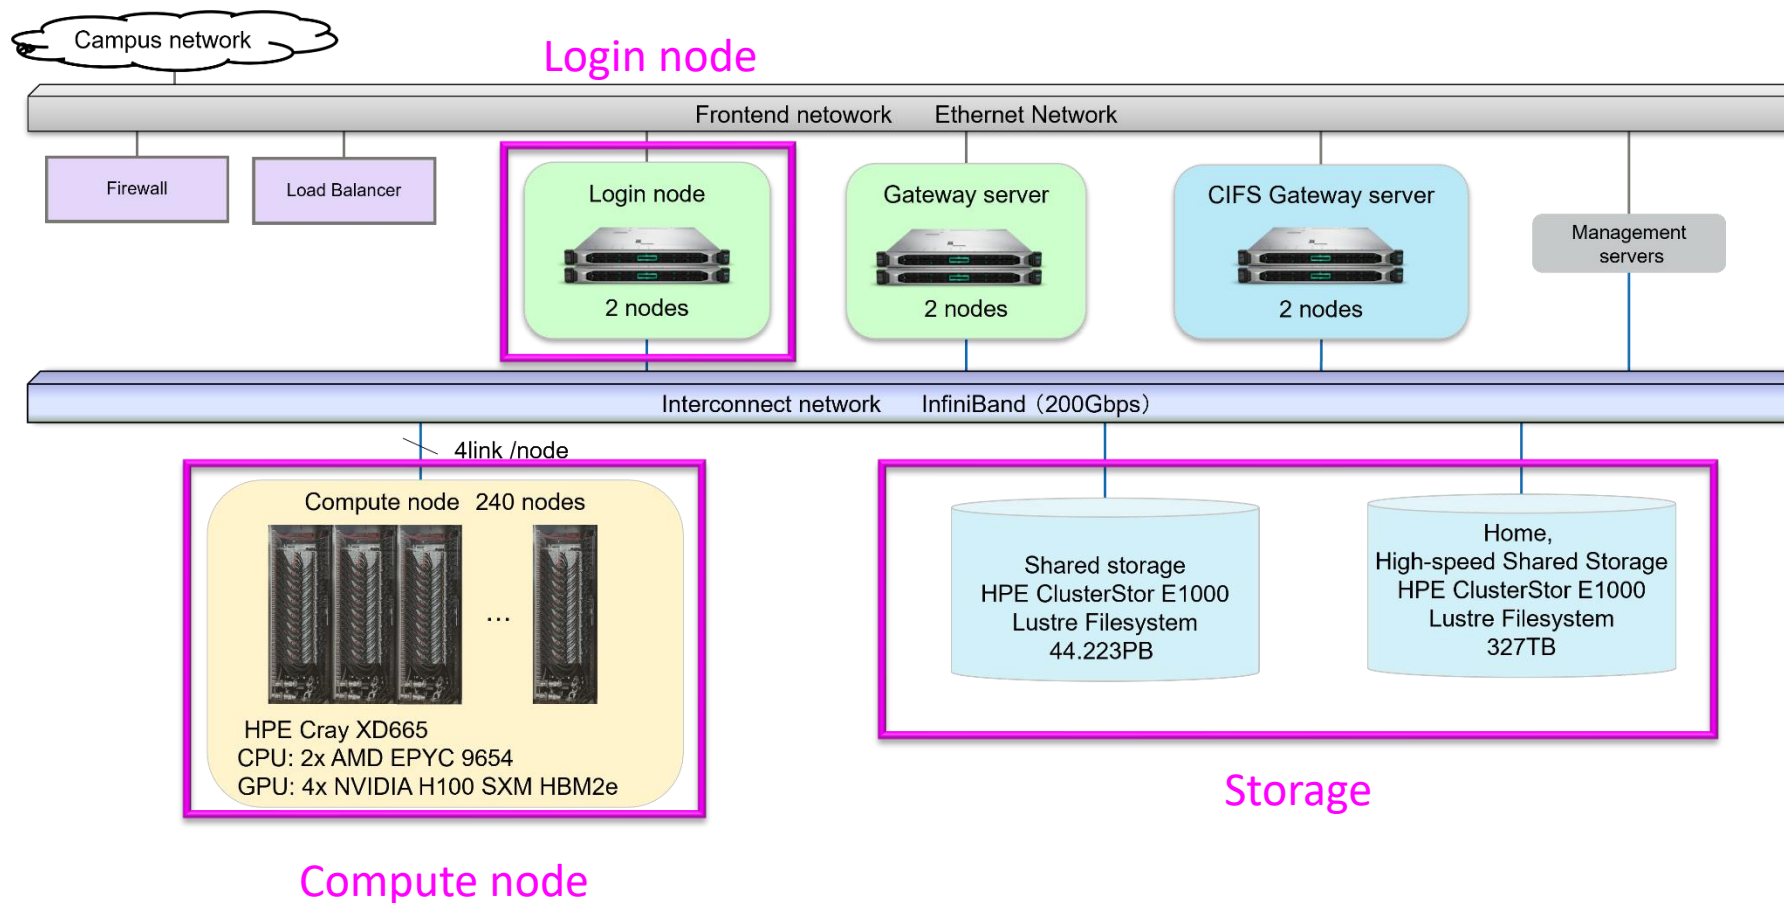 Campus network
Login node
Frontend netowork Ethernet Network
Firewall
Load Balancer
Login node
2 nodes
Gateway server
2 nodes
CIFS Gateway server
2 nodes
Management
servers
Interconnect network InfiniBand（200Gbps）
4link /node
Compute node 240 nodes
...
HPE Cray XD665
CPU: 2x AMD EPYC 9654
GPU: 4x NVIDIA H100 SXM HBM2e
Compute node
Shared storage
HPE ClusterStor E1000
Lustre Filesystem
44.223PB
Home,
High-speed Shared Storage
HPE ClusterStor E1000
Lustre Filesystem
327TB
Storage